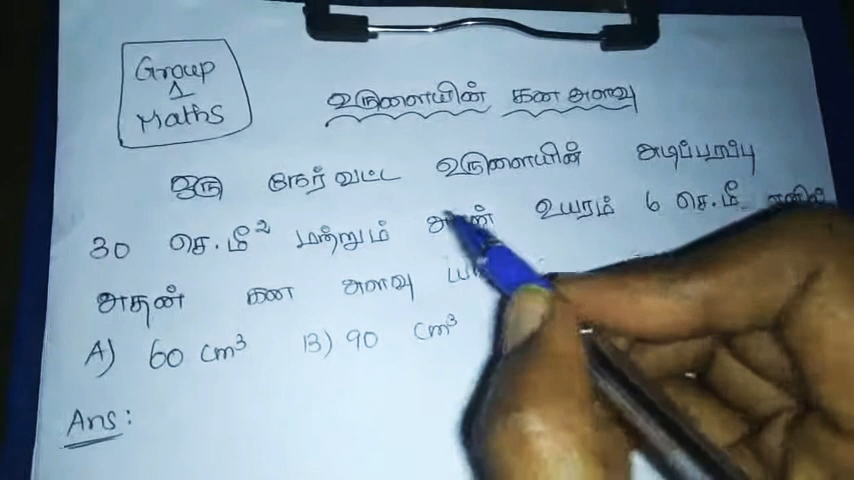 Group
1
Maths
உருளையின் கன அளவு
ஒரு நேர் வட்ட உருளையின் அடிப்பரப்பு
30 செ.மீ² மற்றும் உயரம் 6 செ.மீ எனில்
அதன் கன அளவு
A) 60 cm³ B) 90 cm³
Ans: